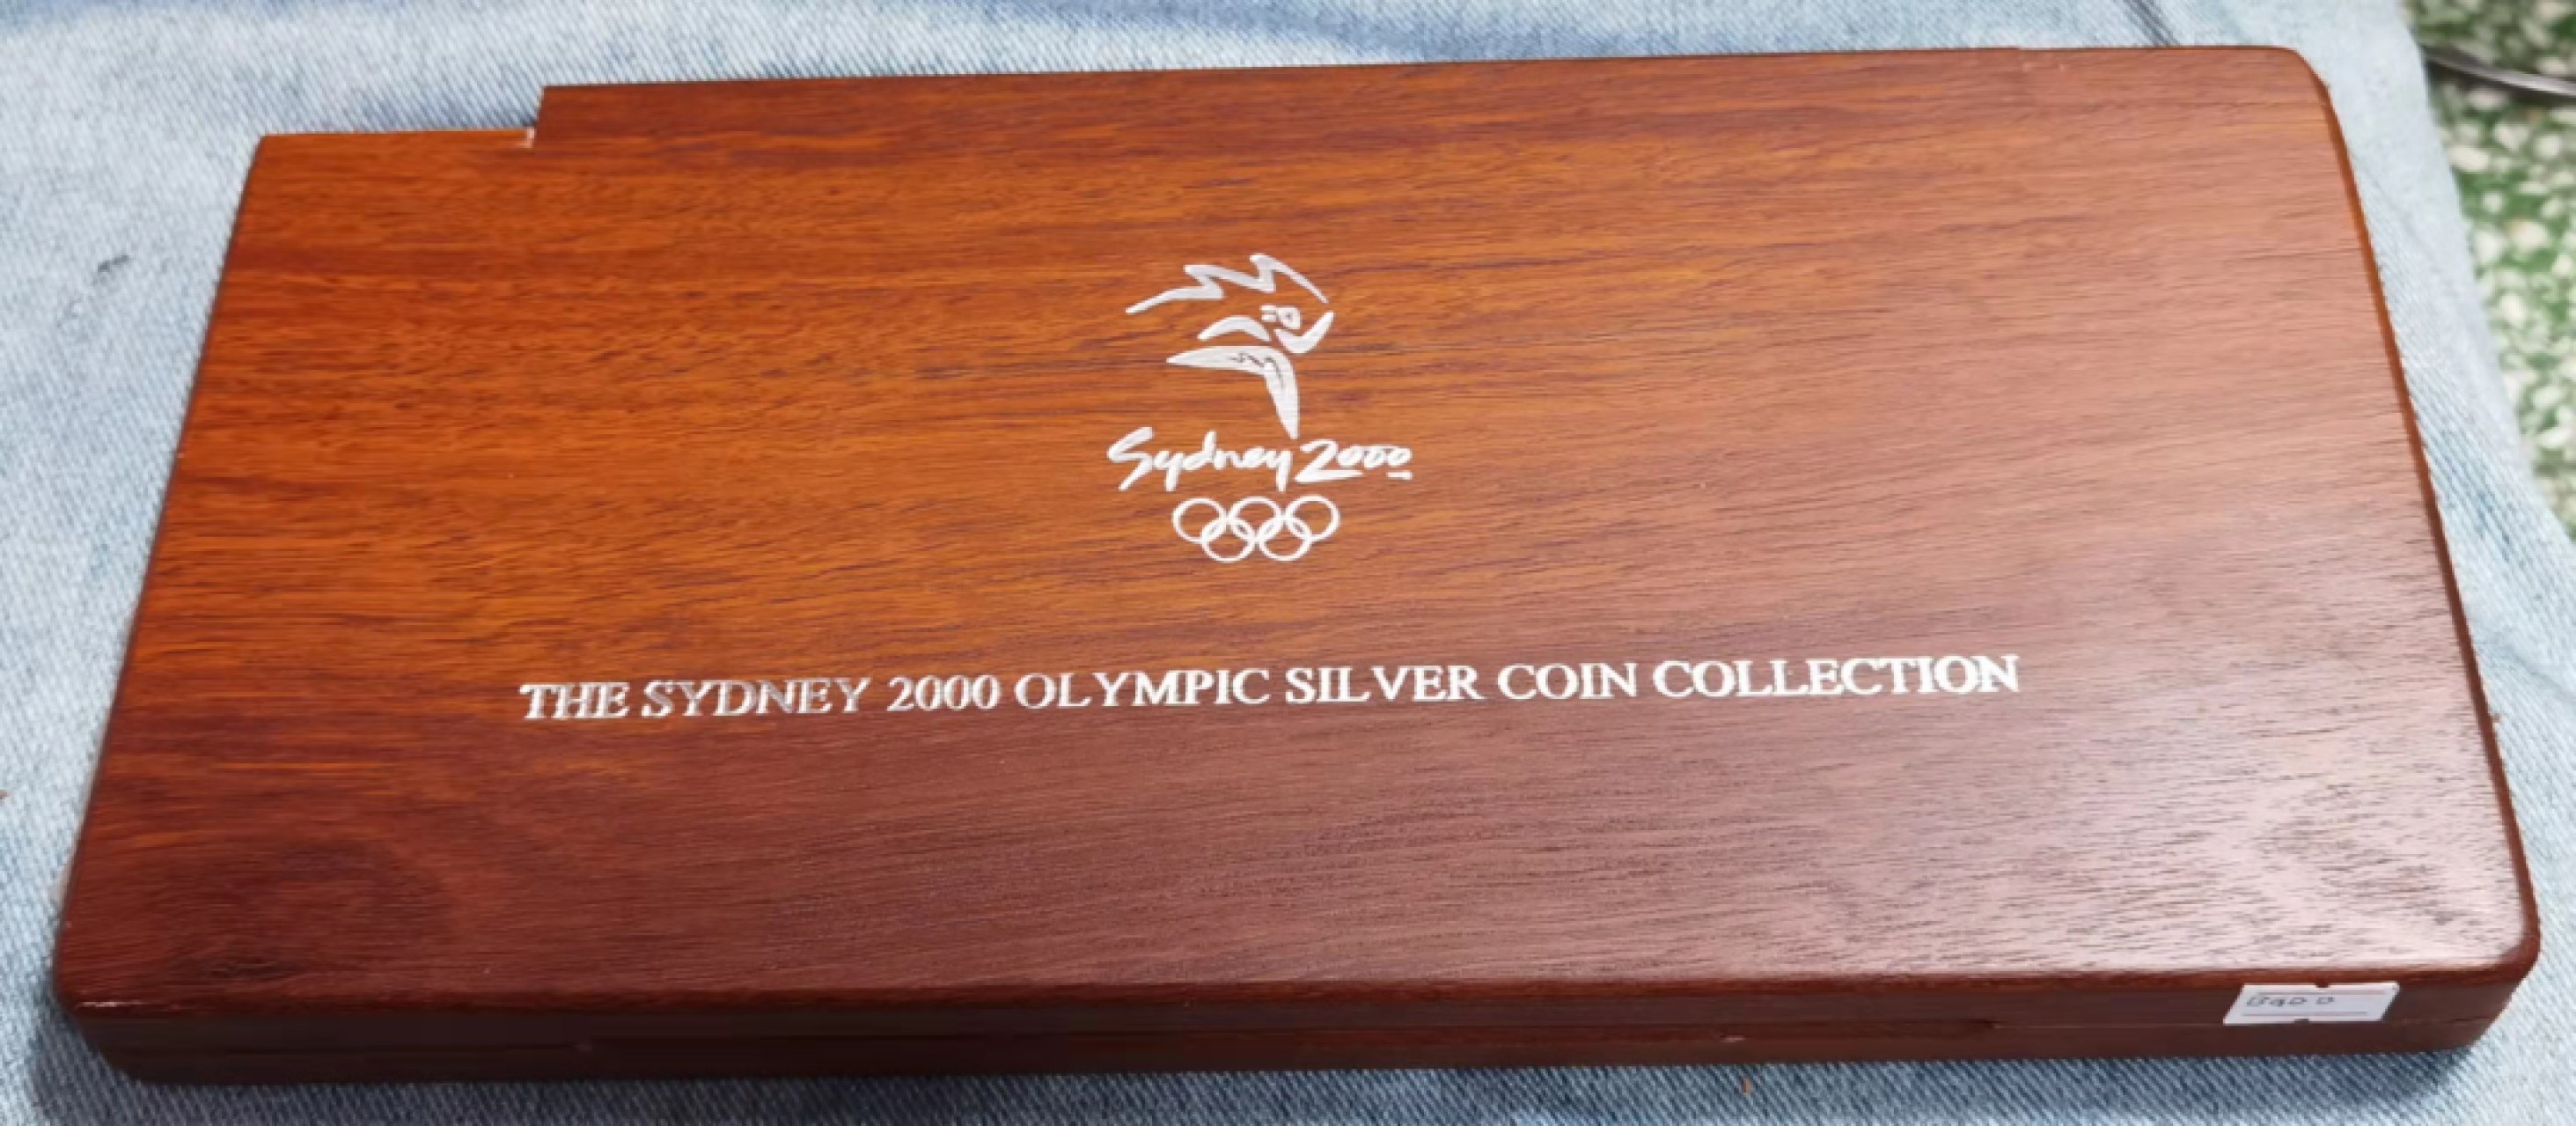 Sydney 2000
THE SYDNEY 2000 OLYMPIC SILVER COIN COLLECTION